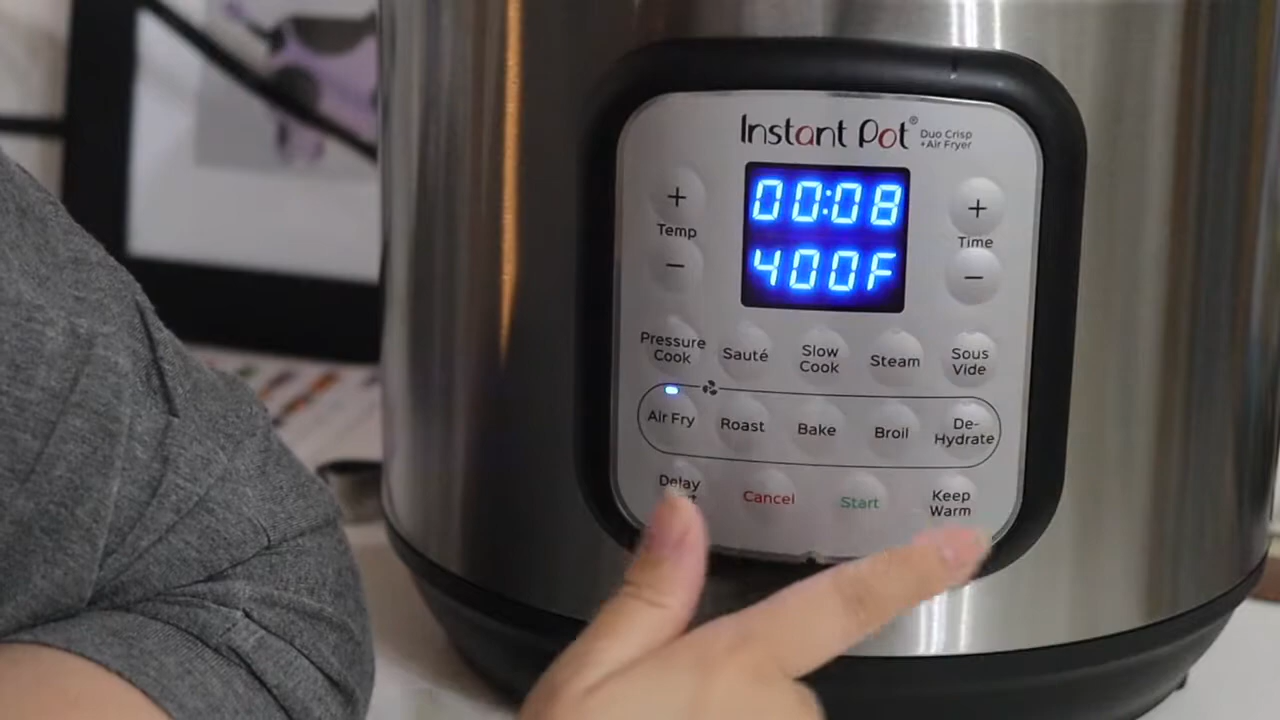 Instant Pot®
Duo Crisp
+Air Fryer
00:08
400F
+
Temp
−
+
Time
−
Pressure
Cook
Sauté
Slow
Cook
Steam
Sous
Vide
Air Fry
Roast
Bake
Broil
De-
Hydrate
Delay
Cancel
Start
Keep
Warm